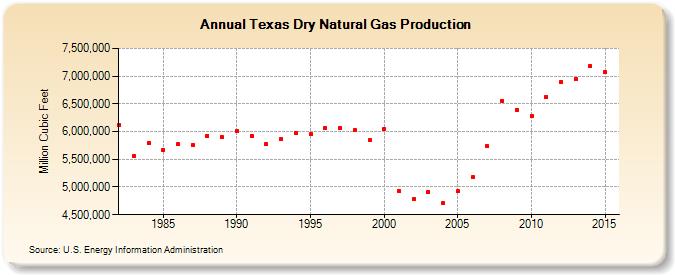 Annual Texas Dry Natural Gas Production
Million Cubic Feet
7,500,000
7,000,000
6,500,000
6,000,000
5,500,000
5,000,000
4,500,000
1985 1990 1995 2000 2005 2010 2015
Source: U.S. Energy Information Administration